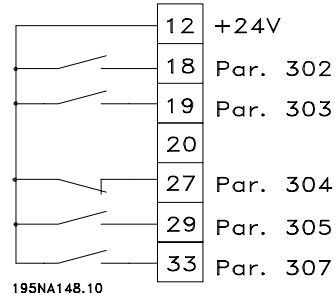 12 +24V
18 Par. 302
19 Par. 303
20
27 Par. 304
29 Par. 305
33 Par. 307
195NA148.10